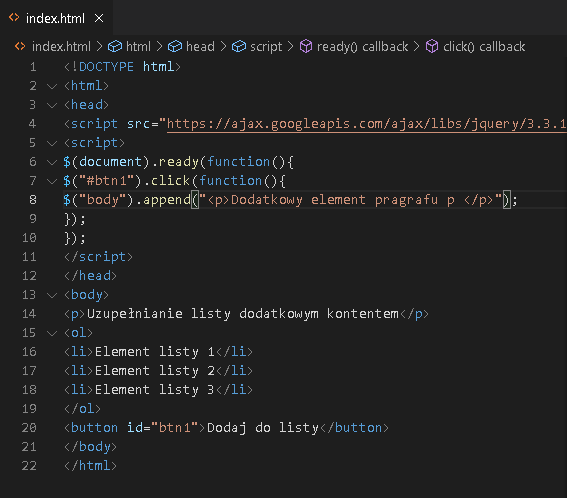 index.html
index.html > html > head > script > ready() callback > click() callback
1 <!DOCTYPE html>
2 <html>
3 <head>
4 <script src="https://ajax.googleapis.com/ajax/libs/jquery/3.3.1
5 <script>
6 $(document).ready(function(){
7 $("#btn1").click(function(){
8 $("body").append("<p>Dodatkowy element pragrafu p </p>");
9 });
10 });
11 </script>
12 </head>
13 <body>
14 <p>Uzupełnianie listy dodatkowym kontentem</p>
15 <ol>
16 <li>Element listy 1</li>
17 <li>Element listy 2</li>
18 <li>Element listy 3</li>
19 </ol>
20 <button id="btn1">Dodaj do listy</button>
21 </body>
22 </html>